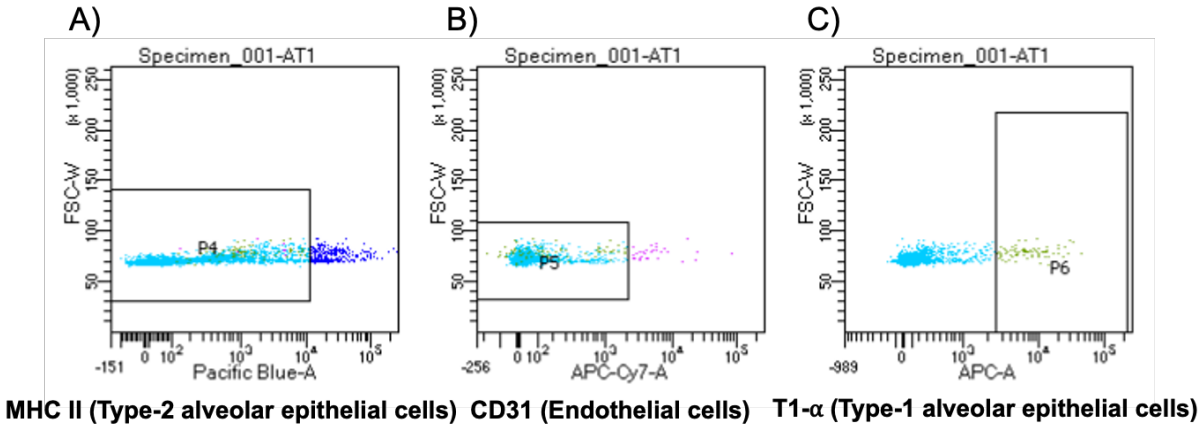 A)
B)
C)
Specimen_001-AT1
Specimen_001-AT1
Specimen_001-AT1
FSC-W
(x 1,000)
50
100
150
200
250
P4
-151
0
10²
10³
10⁴
10⁵
Pacific Blue-A
FSC-W
(x 1,000)
50
100
150
200
250
P5
-256
0
10²
10³
10⁴
10⁵
APC-Cy7-A
FSC-W
(x 1,000)
50
100
150
200
250
P6
-989
0
10³
10⁴
10⁵
APC-A
MHC II (Type-2 alveolar epithelial cells)
CD31 (Endothelial cells)
T1-α (Type-1 alveolar epithelial cells)